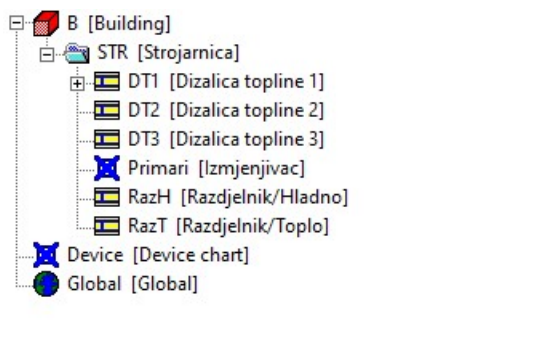 B [Building]
STR [Strojarnica]
DT1 [Dizalica topline 1]
DT2 [Dizalica topline 2]
DT3 [Dizalica topline 3]
Primari [Izmjenjivac]
RazH [Razdjelnik/Hladno]
RazT [Razdjelnik/Toplo]
Device [Device chart]
Global [Global]